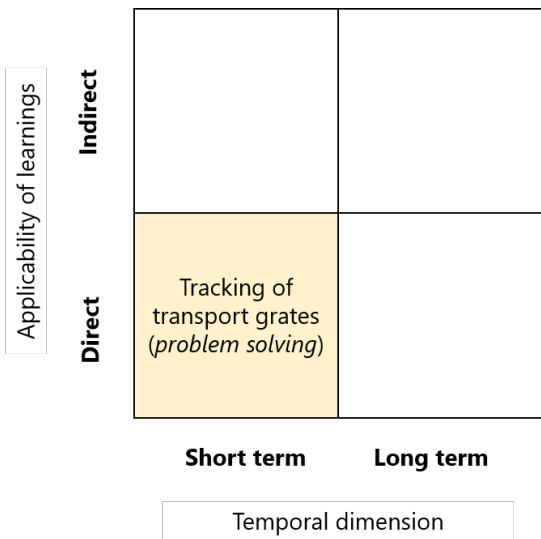 Applicability of learnings
Indirect
Direct
Tracking of
transport grates
(problem solving)
Short term
Long term
Temporal dimension